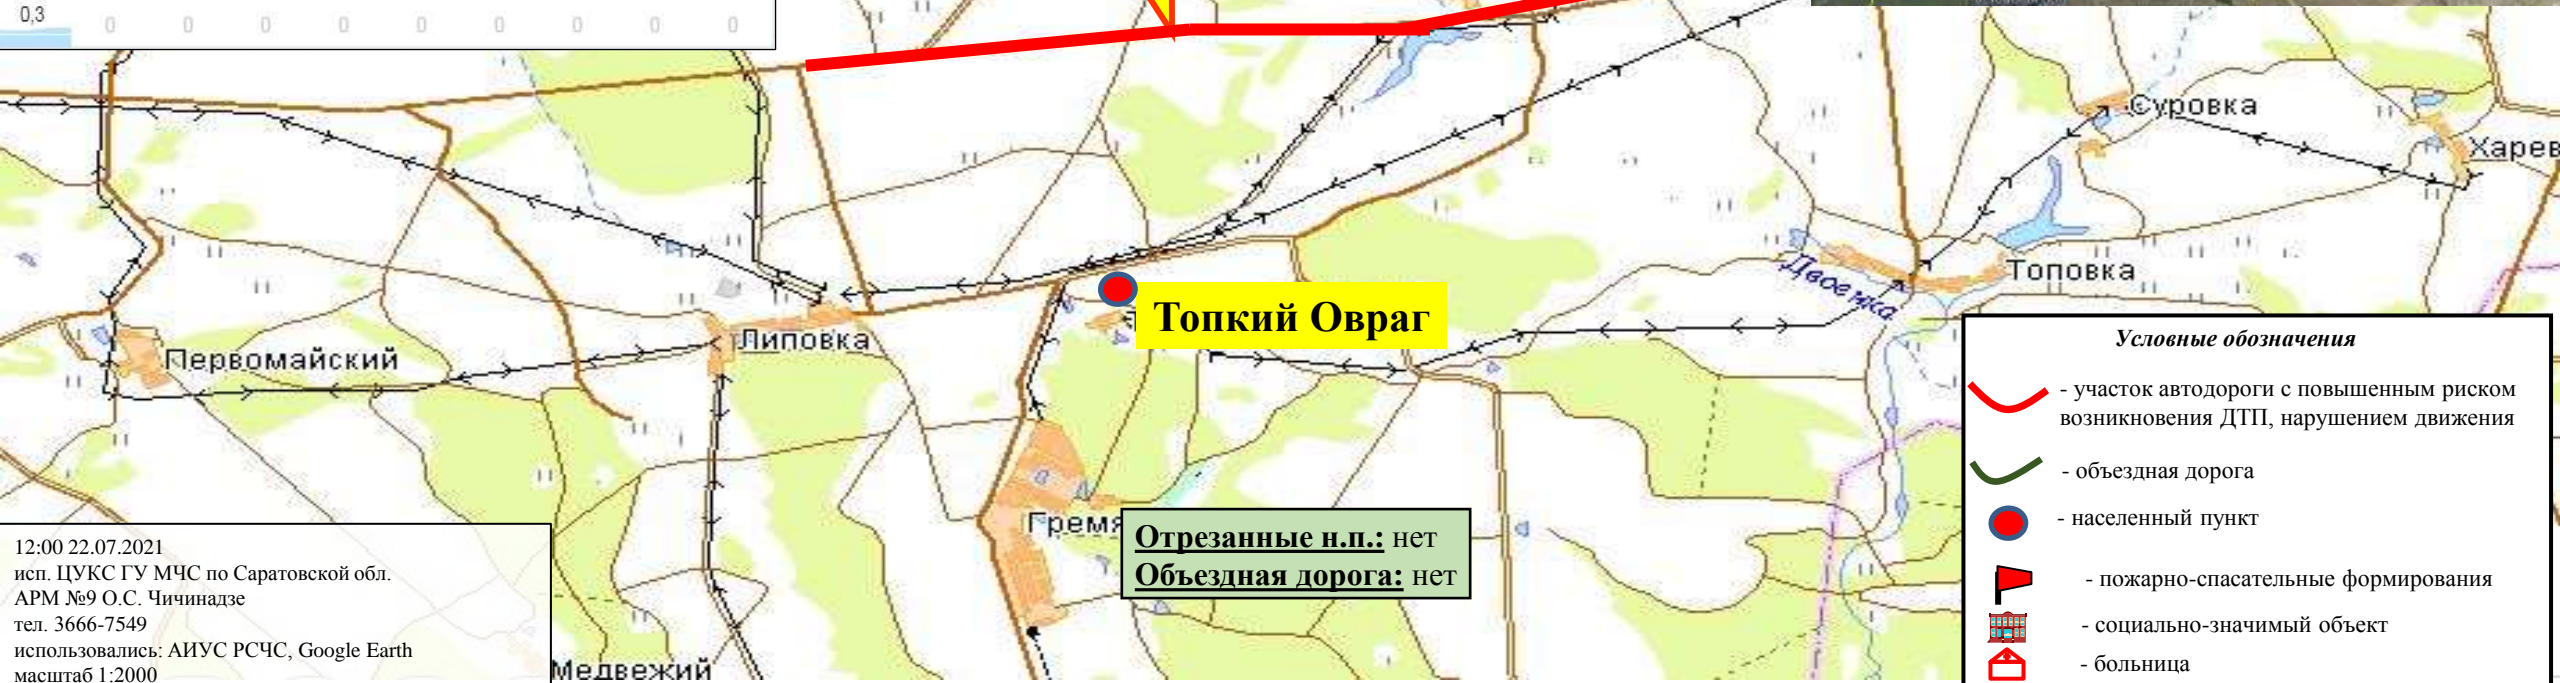 0,3 0 0 0 0 0 0 0 0 0
Суровка
Харев
Двоенка
Топовка
Топкий Овраг
Липовка
Первомайский
Гремя
Отрезанные н.п.: нет
Объездная дорога: нет
Медвежий
12:00 22.07.2021
исп. ЦУКС ГУ МЧС по Саратовской обл.
АРМ №9 О.С. Чичинадзе
тел. 3666-7549
использовались: АИУС РСЧС, Google Earth
масштаб 1:2000
Условные обозначения
- участок автодороги с повышенным риском
возникновения ДТП, нарушением движения
- объездная дорога
- населенный пункт
- пожарно-спасательные формирования
- социально-значимый объект
- больница